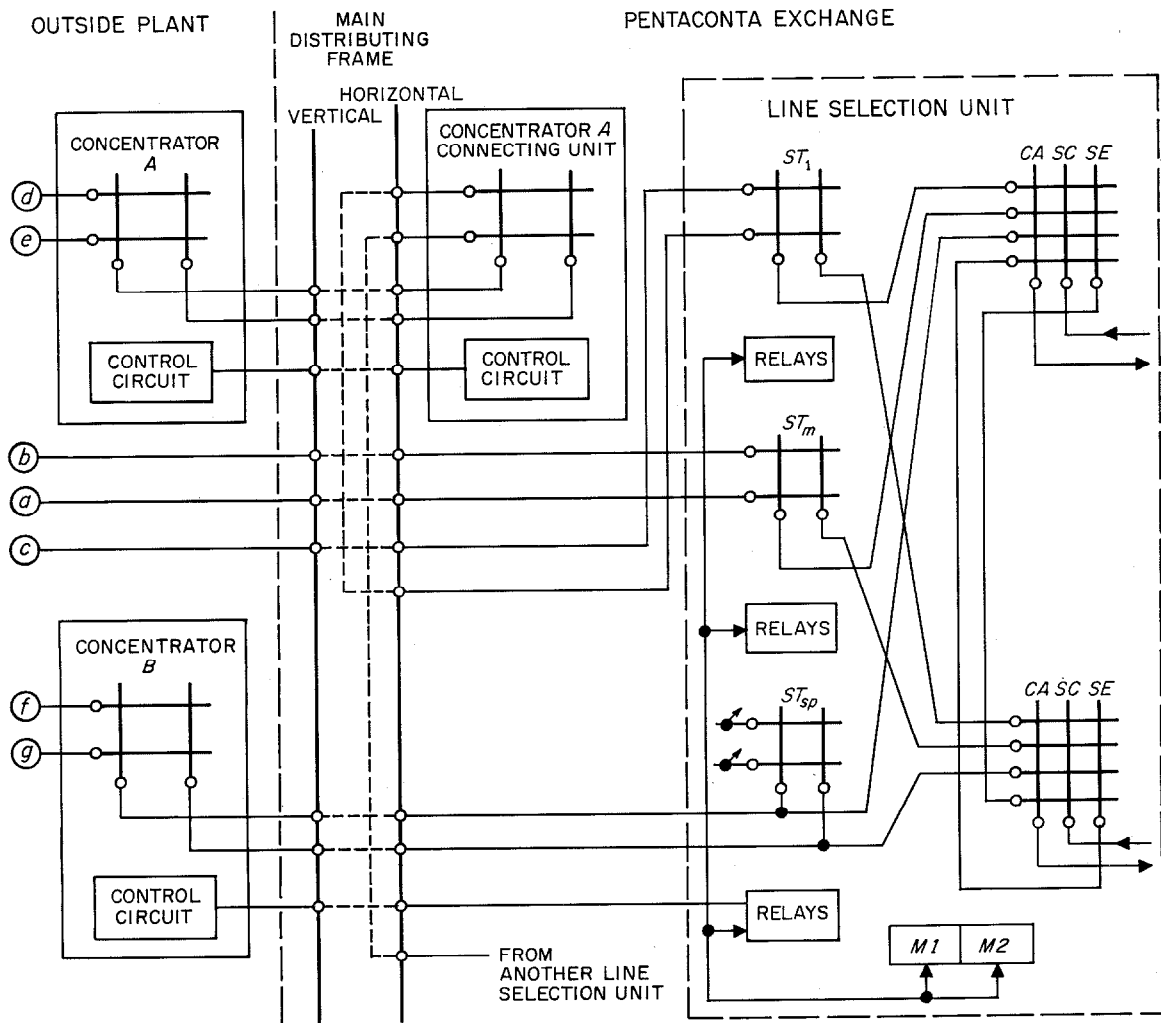 OUTSIDE PLANT
MAIN
DISTRIBUTING
FRAME
PENTACONTA EXCHANGE
HORIZONTAL
VERTICAL
LINE SELECTION UNIT
CONCENTRATOR
A
CONCENTRATOR A
CONNECTING UNIT
ST1
CA SC SE
d
e
CONTROL
CIRCUIT
CONTROL
CIRCUIT
RELAYS
STm
b
a
c
RELAYS
CONCENTRATOR
B
STsp
CA SC SE
f
g
CONTROL
CIRCUIT
RELAYS
M1 M2
FROM
ANOTHER LINE
SELECTION UNIT